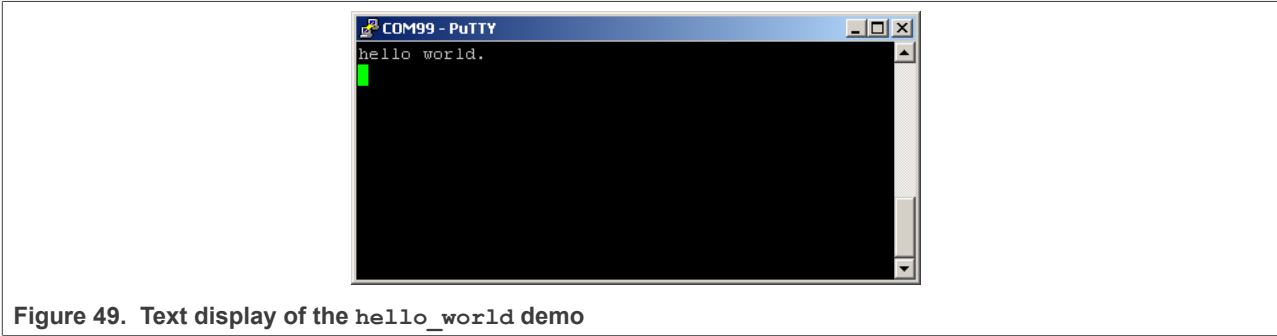 COM99 - PuTTY
hello world.
Figure 49. Text display of the hello_world demo